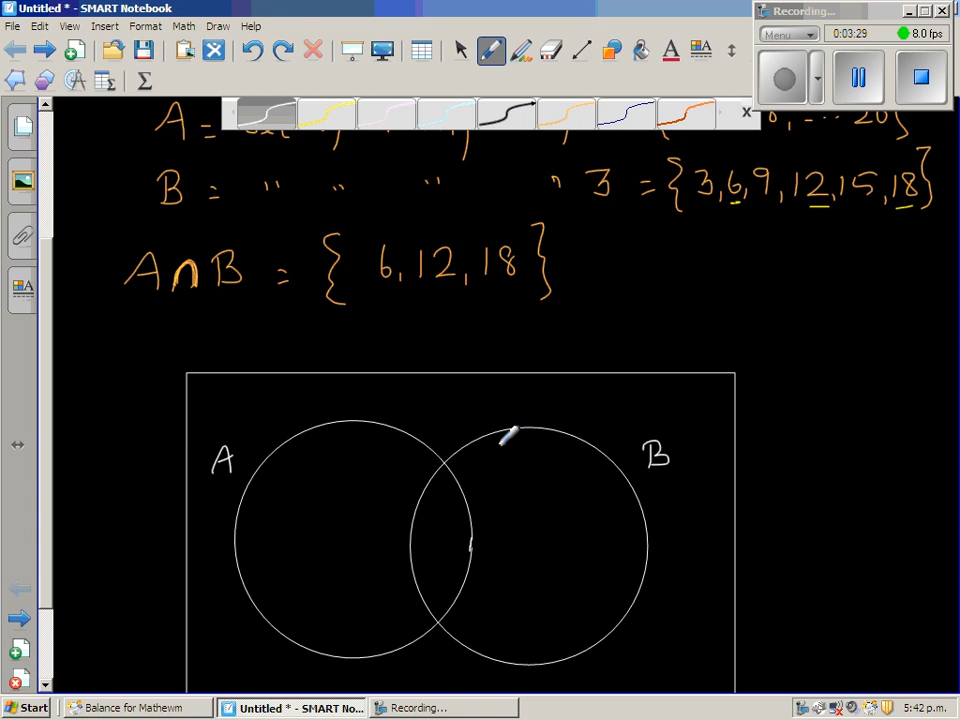 Untitled * - SMART Notebook
Recording...
File Edit View Insert Format Math Draw Help
Menu 0:03:29 8.0 fps
A =
B = " " " " 3 = {3, 6, 9, 12, 15, 18}
A∩B = { 6, 12, 18 }
A B
Start Balance for Mathewm Untitled * - SMART No... Recording... 5:42 p.m.